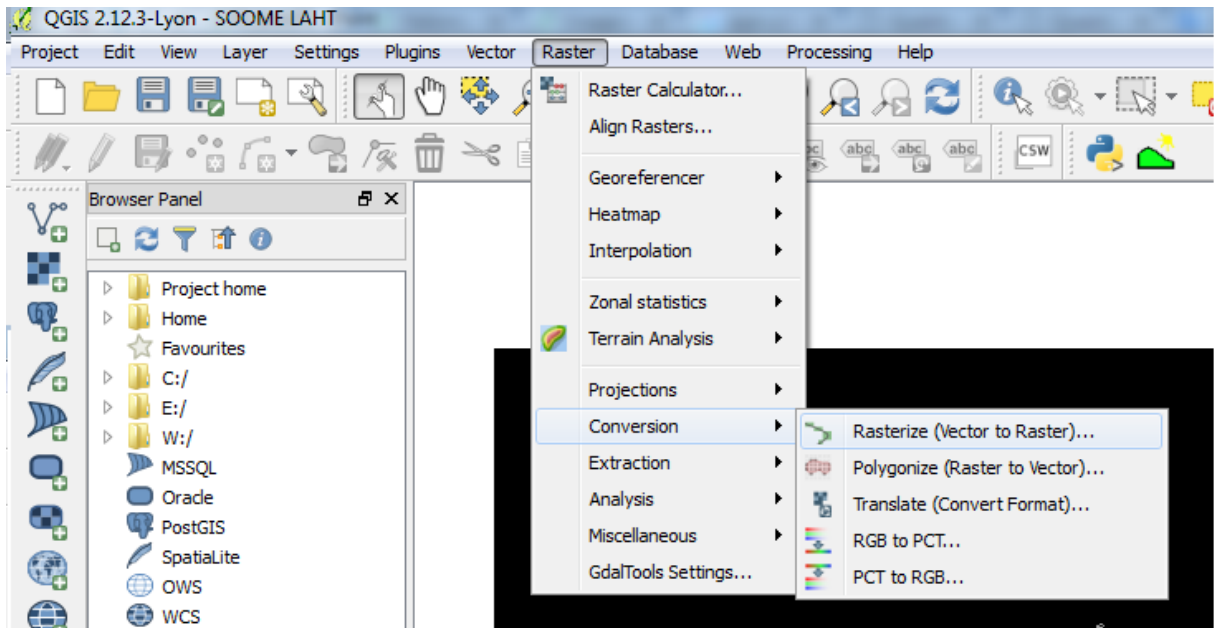 QGIS 2.12.3-Lyon - SOOME LAHT
Project Edit View Layer Settings Plugins Vector Raster Database Web Processing Help
Raster Calculator...
Align Rasters...
abc abc abc CSW
Browser Panel
Georeferencer
Heatmap
Interpolation
Project home
Home
Favourites
C:/
E:/
W:/
MSSQL
Oracle
PostGIS
SpatiaLite
OWS
WCS
Zonal statistics
Terrain Analysis
Projections
Conversion
Extraction
Analysis
Miscellaneous
GdalTools Settings...
Rasterize (Vector to Raster)...
Polygonize (Raster to Vector)...
Translate (Convert Format)...
RGB to PCT...
PCT to RGB...